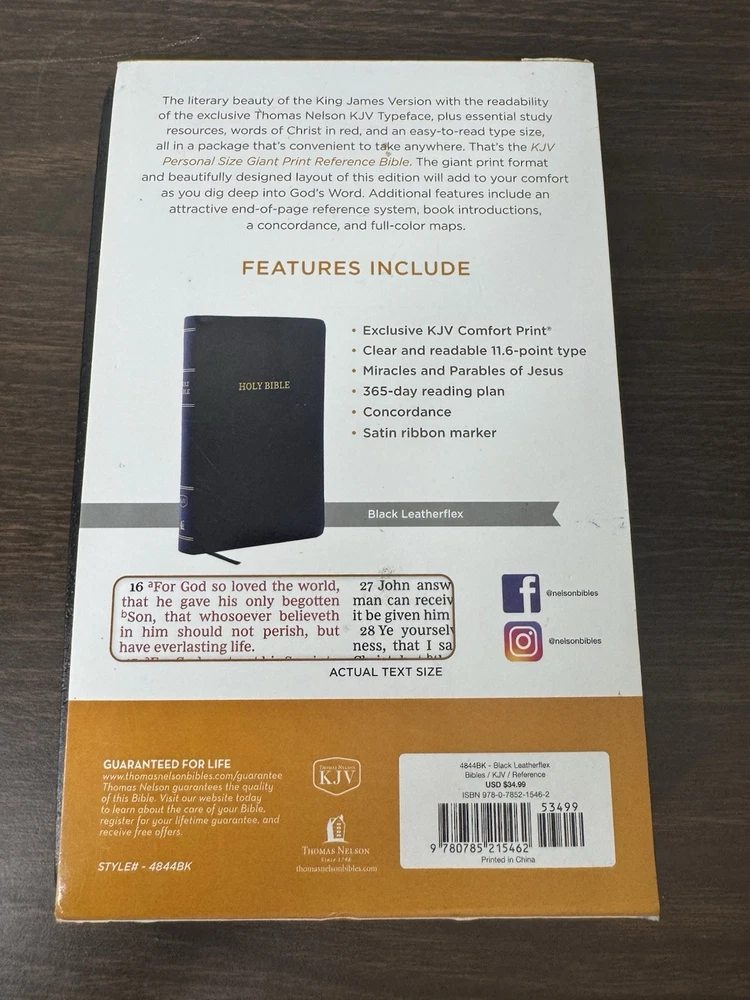 The literary beauty of the King James Version with the readability
of the exclusive Thomas Nelson KJV Typeface, plus essential study
resources, words of Christ in red, and an easy-to-read type size,
all in a package that's convenient to take anywhere. That's the KJV
Personal Size Giant Print Reference Bible. The giant print format
and beautifully designed layout of this edition will add to your comfort
as you dig deep into God's Word. Additional features include an
attractive end-of-page reference system, book introductions,
a concordance, and full-color maps.
FEATURES INCLUDE
HOLY BIBLE
• Exclusive KJV Comfort Print®
• Clear and readable 11.6-point type
• Miracles and Parables of Jesus
• 365-day reading plan
• Concordance
• Satin ribbon marker
Black Leatherflex
16 ªFor God so loved the world,
that he gave his only begotten
ᵇSon, that whosoever believeth
in him should not perish, but
have everlasting life.
27 John answ
man can receiv
it be given him
28 Ye yoursel
ness, that I sa
ACTUAL TEXT SIZE
@nelsonbibles
@nelsonbibles
GUARANTEED FOR LIFE
www.thomasnelsonbibles.com/guarantee
Thomas Nelson guarantees the quality
of this Bible. Visit our website today
to learn about the care of your Bible,
register for your lifetime guarantee, and
receive free offers.
STYLE# - 4844BK
THOMAS NELSON
KJV
THOMAS NELSON
Since 1798
thomasnelsonbibles.com
4844BK - Black Leatherflex
Bibles / KJV / Reference
USD $34.99
ISBN 978-0-7852-1546-2
53499
9 780785 215462
Printed in China